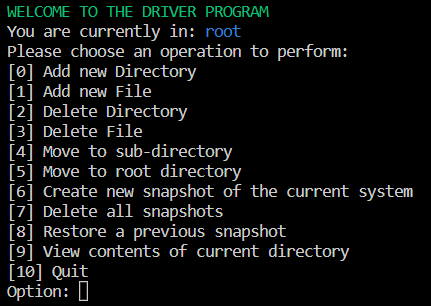 WELCOME TO THE DRIVER PROGRAM
You are currently in: root
Please choose an operation to perform:
[0] Add new Directory
[1] Add new File
[2] Delete Directory
[3] Delete File
[4] Move to sub-directory
[5] Move to root directory
[6] Create new snapshot of the current system
[7] Delete all snapshots
[8] Restore a previous snapshot
[9] View contents of current directory
[10] Quit
Option: